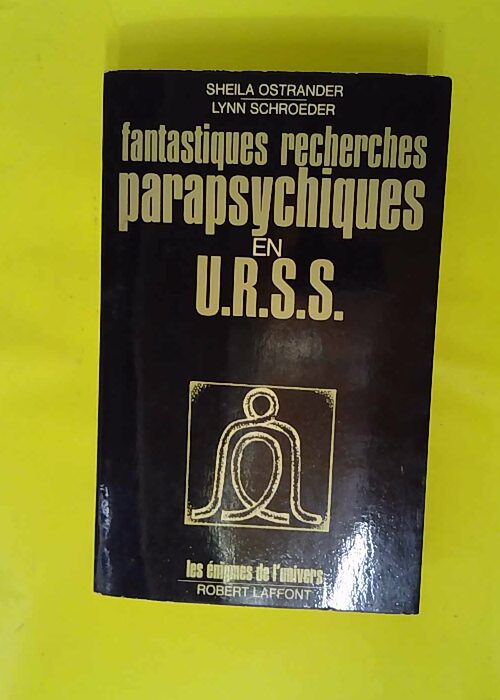 SHEILA OSTRANDER
LYNN SCHROEDER
fantastiques recherches
parapsychiques
EN
U.R.S.S.
les énigmes de l'univers
ROBERT LAFFONT